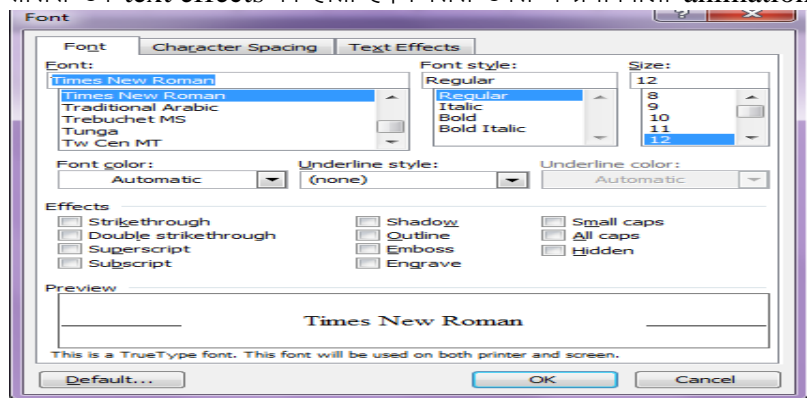 text effects
animation
Font
Font Character Spacing Text Effects
Font: Font style: Size:
Times New Roman Regular 12
Times New Roman Regular 8
Traditional Arabic Italic 9
Trebuchet MS Bold 10
Tunga Bold Italic 11
Tw Cen MT 12
Font color: Underline style: Underline color:
Automatic (none) Automatic
Effects
Strikethrough Shadow Small caps
Double strikethrough Outline All caps
Superscript Emboss Hidden
Subscript Engrave
Preview
Times New Roman
This is a TrueType font. This font will be used on both printer and screen.
Default... OK Cancel